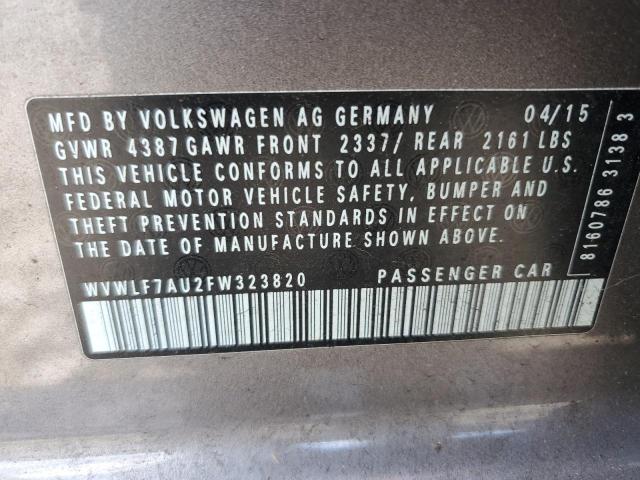 MFD BY VOLKSWAGEN AG GERMANY 04/15
GVWR 4387 GAWR FRONT 2337/ REAR 2161 LBS
THIS VEHICLE CONFORMS TO ALL APPLICABLE U.S.
FEDERAL MOTOR VEHICLE SAFETY, BUMPER AND
THEFT PREVENTION STANDARDS IN EFFECT ON
THE DATE OF MANUFACTURE SHOWN ABOVE.
WVWLF7AU2FW323820 PASSENGER CAR
8160786 3138 3